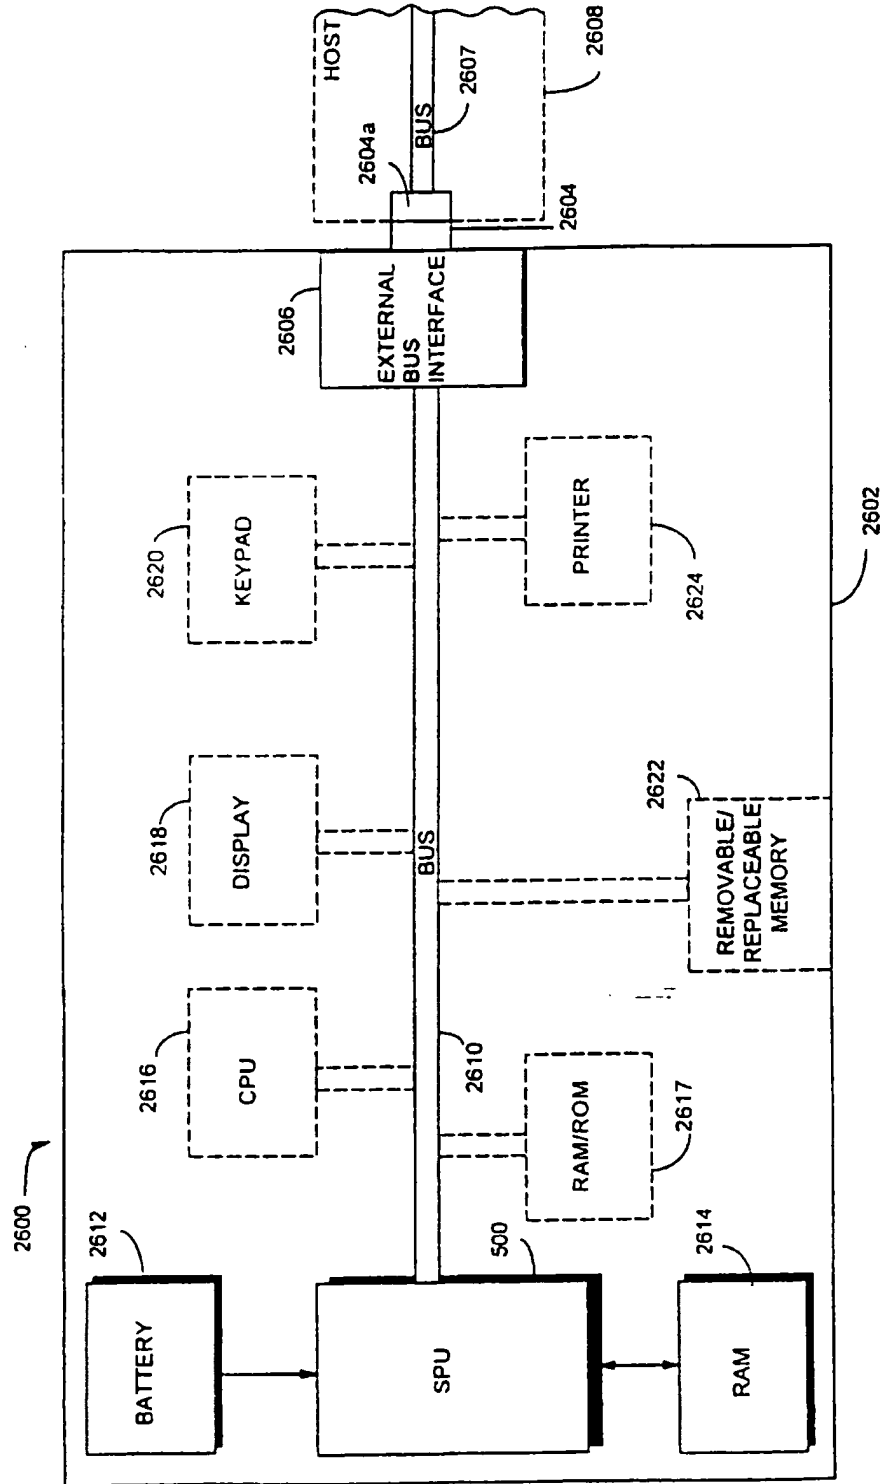 2600
2612
BATTERY
500
SPU
2614
RAM
2616
CPU
2618
DISPLAY
2620
KEYPAD
2606
EXTERNAL
BUS
INTERFACE
2604a
HOST
BUS
2607
2608
2604
BUS
2610
RAM/ROM
2617
2622
REMOVABLE/
REPLACEABLE
MEMORY
PRINTER
2624
2602